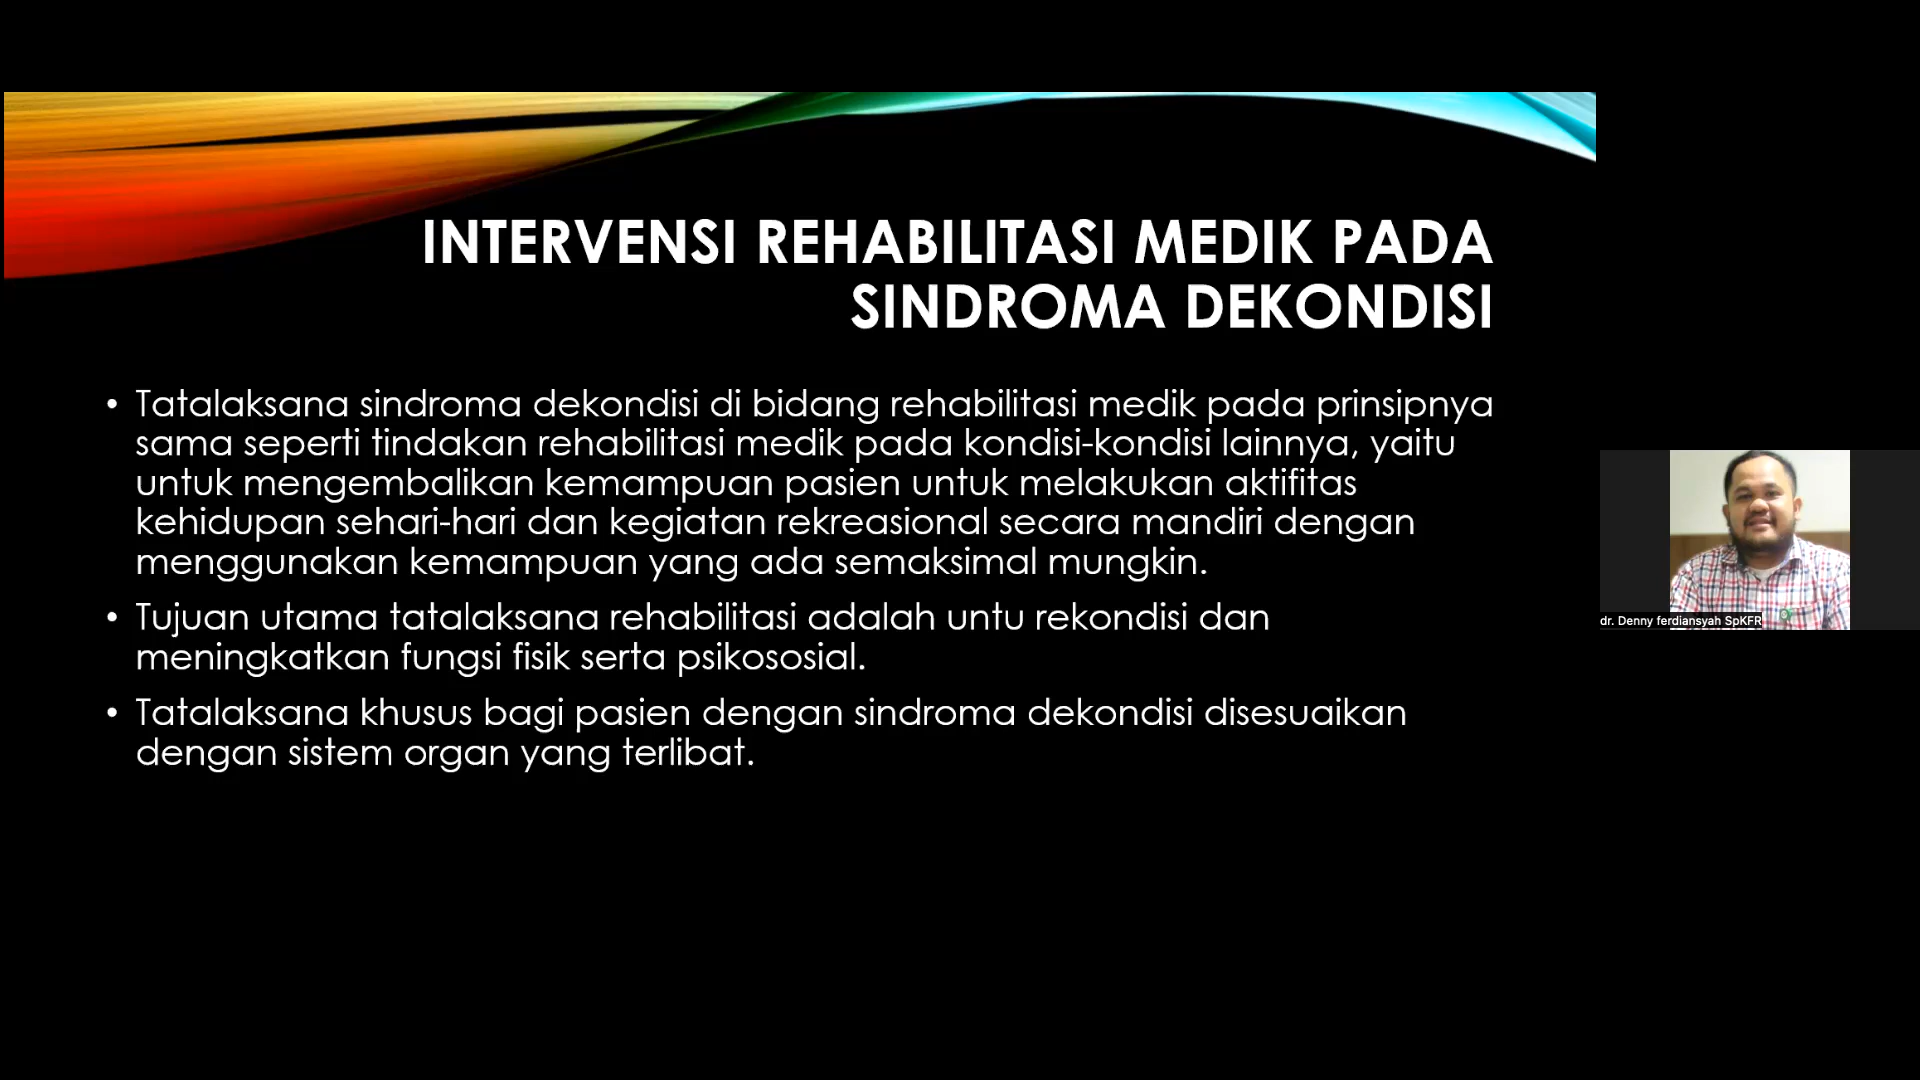 INTERVENSI REHABILITASI MEDIK PADA
SINDROMA DEKONDISI
• Tatalaksana sindroma dekondisi di bidang rehabilitasi medik pada prinsipnya
sama seperti tindakan rehabilitasi medik pada kondisi-kondisi lainnya, yaitu
untuk mengembalikan kemampuan pasien untuk melakukan aktifitas
kehidupan sehari-hari dan kegiatan rekreasional secara mandiri dengan
menggunakan kemampuan yang ada semaksimal mungkin.
• Tujuan utama tatalaksana rehabilitasi adalah untu rekondisi dan
meningkatkan fungsi fisik serta psikososial.
• Tatalaksana khusus bagi pasien dengan sindroma dekondisi disesuaikan
dengan sistem organ yang terlibat.
dr. Denny ferdiansyah SpKFR